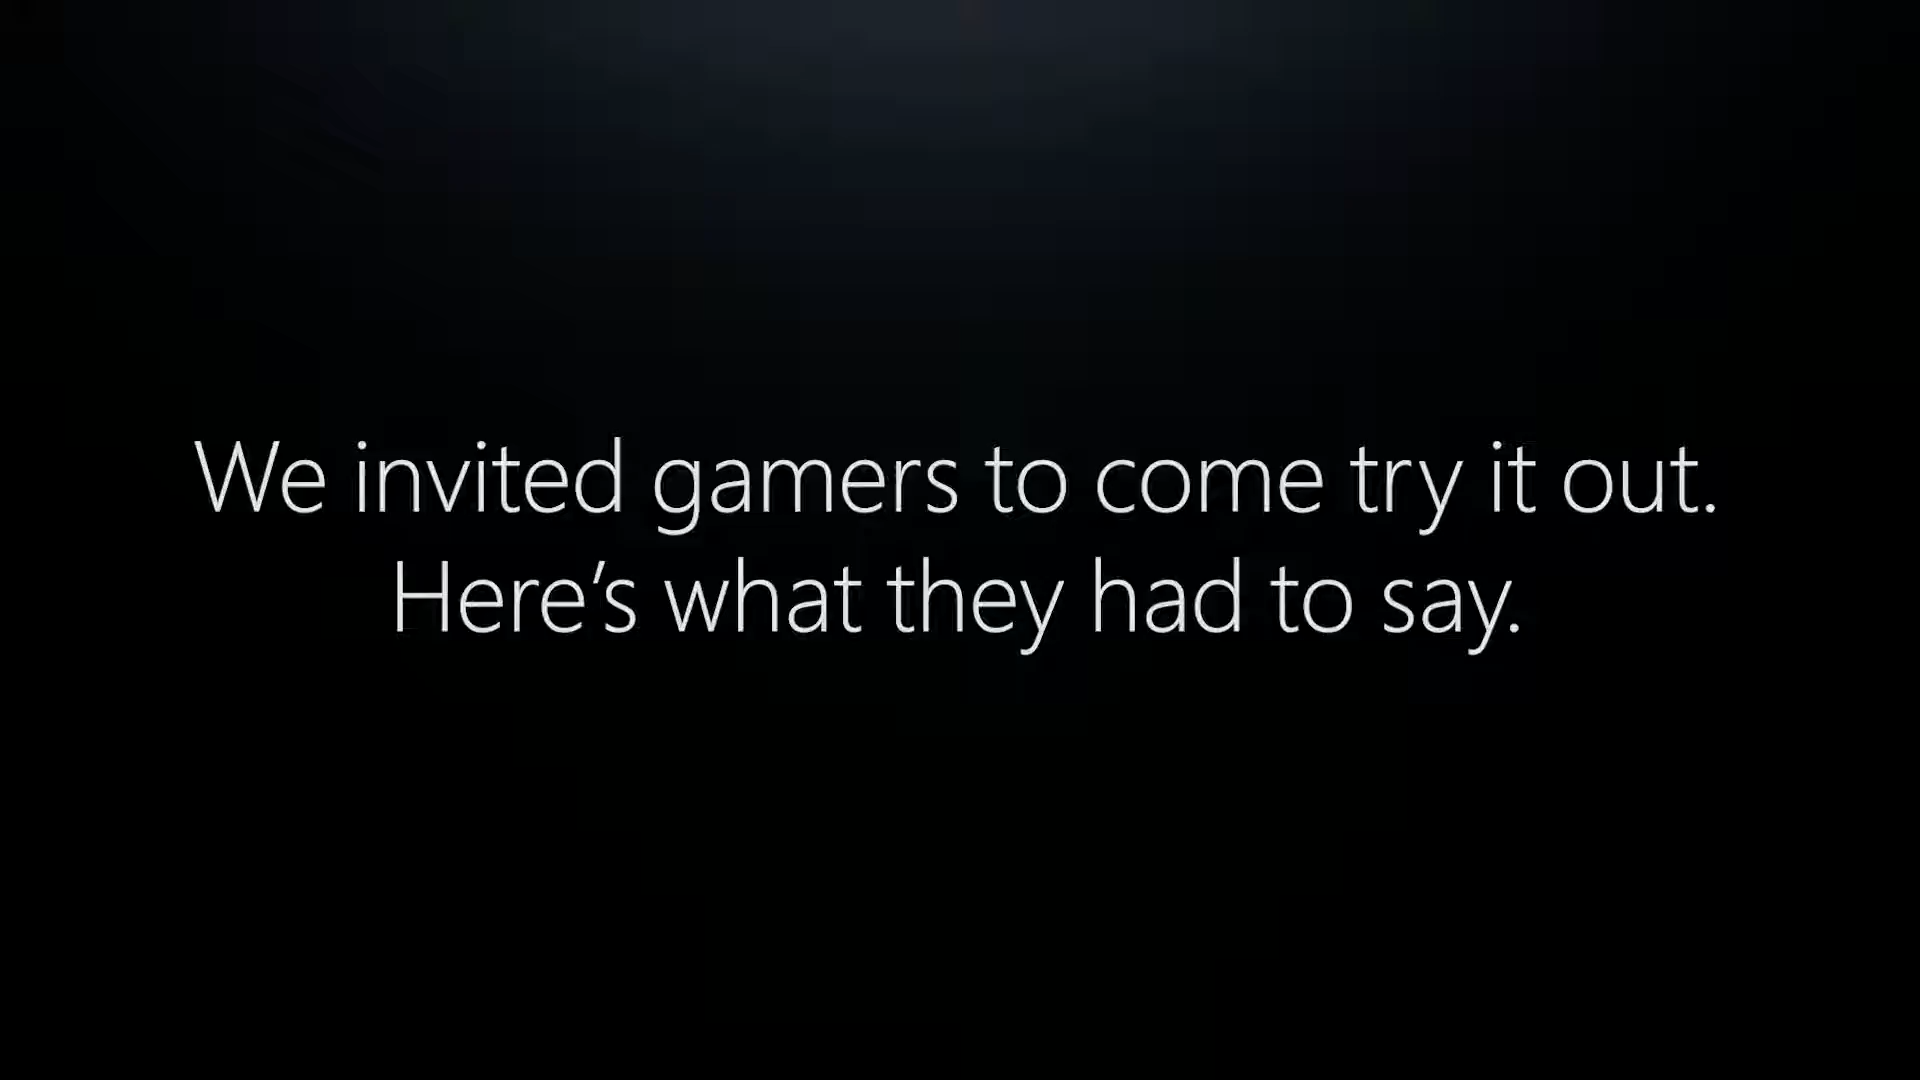 We invited gamers to come try it out.
Here’s what they had to say.